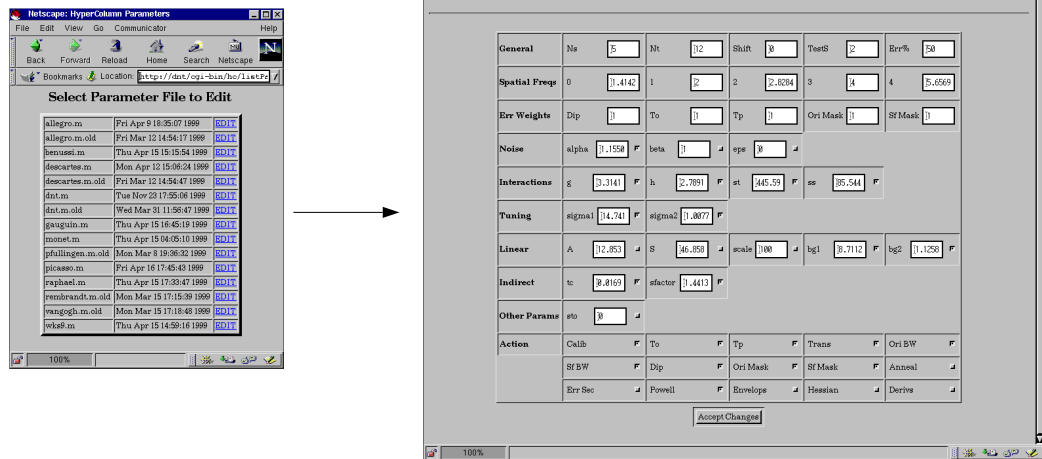 Netscape: HyperColumn Parameters
File Edit View Go Communicator Help
Back Forward Reload Home Search Netscape
N
Bookmarks Location: http://dnt/cgi-bin/hc/listPa
Select Parameter File to Edit
allegro.m Fri Apr 9 18:35:07 1999 EDIT
allegro.m.old Fri Mar 12 14:54:17 1999 EDIT
benussi.m Thu Apr 15 15:15:54 1999 EDIT
descartes.m Mon Apr 12 15:06:24 1999 EDIT
descartes.m.old Fri Mar 12 14:54:47 1999 EDIT
dnt.m Tue Nov 23 17:55:06 1999 EDIT
dnt.m.old Wed Mar 31 11:56:47 1999 EDIT
gauguin.m Thu Apr 15 16:45:19 1999 EDIT
monet.m Thu Apr 15 04:05:10 1999 EDIT
pfullingen.m.old Mon Mar 8 19:36:32 1999 EDIT
picasso.m Fri Apr 16 17:45:43 1999 EDIT
raphael.m Thu Apr 15 17:33:47 1999 EDIT
rembrandt.m.old Mon Mar 15 17:15:39 1999 EDIT
vangogh.m.old Mon Mar 15 17:18:48 1999 EDIT
wks9.m Thu Apr 15 14:59:16 1999 EDIT
100%
General Ns 5 Nt 12 Shift 0 TestS 2 Err% 50
Spatial Freqs 0 1.4142 1 2 2 2.8284 3 4 4 5.6569
Err Weights Dip 1 To 1 Tp 1 Ori Mask 1 Sf Mask 1
Noise alpha 1.1550 beta 1 eps 0
Interactions g 3.3141 h 2.7891 st 445.59 ss 85.544
Tuning sigma1 14.741 sigma2 1.0077
Linear A 12.853 S 46.858 scale 100 bg1 8.7112 bg2 1.1258
Indirect tc 0.0169 sfactor 1.4413
Other Params sto 0
Action Calib To Tp Trans Ori BW
Sf BW Dip Ori Mask Sf Mask Anneal
Err Sec Powell Envelops Hessian Derivs
Accept Changes
100%